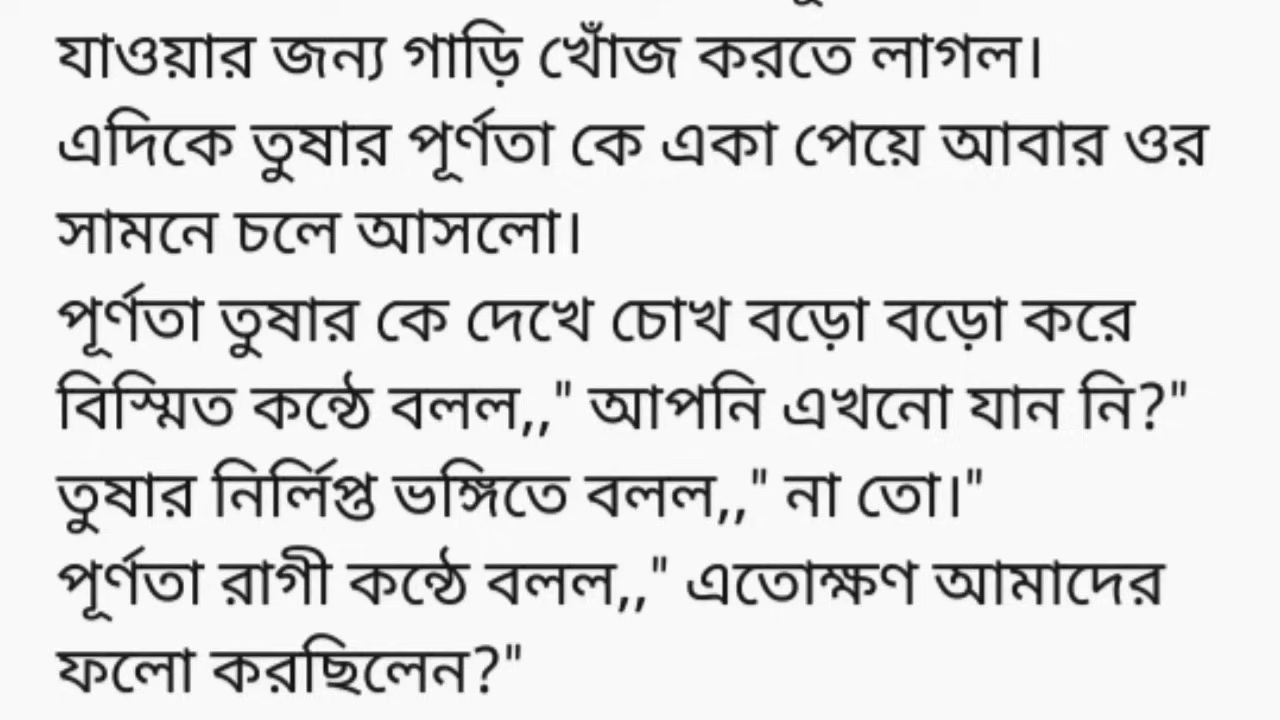 যাওয়ার জন্য গাড়ি খোঁজ করতে লাগল।
এদিকে তুষার পূর্ণতা কে একা পেয়ে আবার ওর
সামনে চলে আসলো।
পূর্ণতা তুষার কে দেখে চোখ বড়ো বড়ো করে
বিস্মিত কন্ঠে বলল,," আপনি এখনো যান নি?"
তুষার নির্লিপ্ত ভঙ্গিতে বলল,," না তো।"
পূর্ণতা রাগী কন্ঠে বলল,," এতোক্ষণ আমাদের
ফলো করছিলেন?"